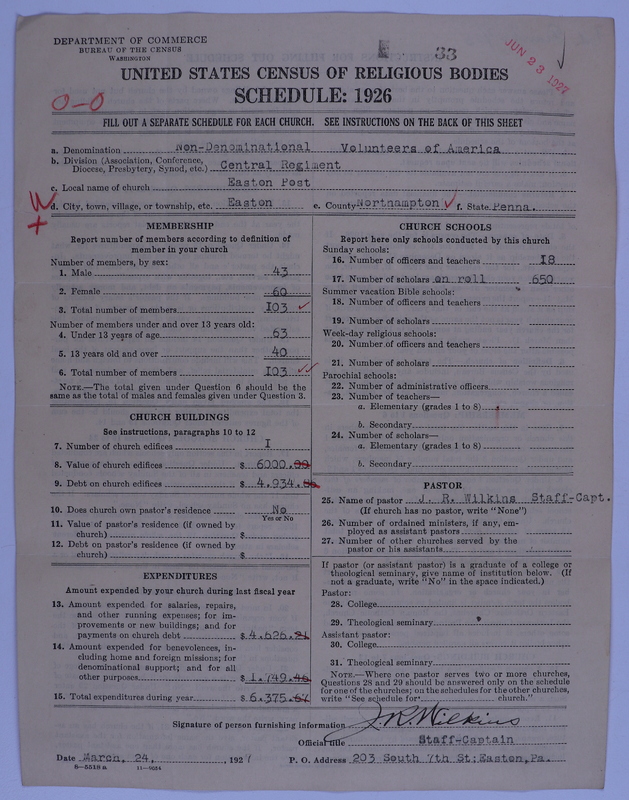 DEPARTMENT OF COMMERCE
BUREAU OF THE CENSUS
WASHINGTON
33
JUN 23 1927
UNITED STATES CENSUS OF RELIGIOUS BODIES
SCHEDULE: 1926
O-O
FILL OUT A SEPARATE SCHEDULE FOR EACH CHURCH. SEE INSTRUCTIONS ON THE BACK OF THIS SHEET
a. Denomination Non-Denominational Volunteers of America
b. Division (Association, Conference, Diocese, Presbytery, Synod, etc.) Central Regiment
c. Local name of church Easton Post
d. City, town, village, or township, etc. Easton e. County Northampton f. State Penna.
MEMBERSHIP
Report number of members according to definition of
member in your church
Number of members, by sex:
1. Male 43
2. Female 60
3. Total number of members 103
Number of members under and over 13 years old:
4. Under 13 years of age 63
5. 13 years old and over 40
6. Total number of members 103
NOTE.—The total given under Question 6 should be the
same as the total of males and females given under Question 3.
CHURCH BUILDINGS
See instructions, paragraphs 10 to 12
7. Number of church edifices 1
8. Value of church edifices $ 6000.00
9. Debt on church edifices $ 4,934.
10. Does church own pastor's residence No
Yes or No
11. Value of pastor's residence (if owned by
church) $
12. Debt on pastor's residence (if owned by
church) $
EXPENDITURES
Amount expended by your church during last fiscal year
13. Amount expended for salaries, repairs,
and other running expenses; for im-
provements or new buildings; and for
payments on church debt $ 4,626.21
14. Amount expended for benevolences, in-
cluding home and foreign missions; for
denominational support; and for all
other purposes $ 1,749.46
15. Total expenditures during year $ 6,375.67
CHURCH SCHOOLS
Report here only schools conducted by this church
Sunday schools:
16. Number of officers and teachers 18
17. Number of scholars on roll 650
Summer vacation Bible schools:
18. Number of officers and teachers
19. Number of scholars
Week-day religious schools:
20. Number of officers and teachers
21. Number of scholars
Parochial schools:
22. Number of administrative officers
23. Number of teachers—
a. Elementary (grades 1 to 8)
b. Secondary
24. Number of scholars—
a. Elementary (grades 1 to 8)
b. Secondary
PASTOR
25. Name of pastor J. R. Wilkins Staff-Capt.
(If church has no pastor, write "None")
26. Number of ordained ministers, if any, em-
ployed as assistant pastors
27. Number of other churches served by the
pastor or his assistants
If pastor (or assistant pastor) is a graduate of a college or
theological seminary, give name of institution below. (If
not a graduate, write "No" in the space indicated.)
Pastor:
28. College
29. Theological seminary
Assistant pastor:
30. College
31. Theological seminary
NOTE.—Where one pastor serves two or more churches,
Questions 28 and 29 should be answered only on the schedule
for one of the churches; on the schedules for the other churches,
write "See schedule for church."
Signature of person furnishing information J.R. Wilkins
Official title Staff-Captain
Date March, 24, 1927 P. O. Address 203 South 7th St; Easton, Pa.
8—5518a 11—9034